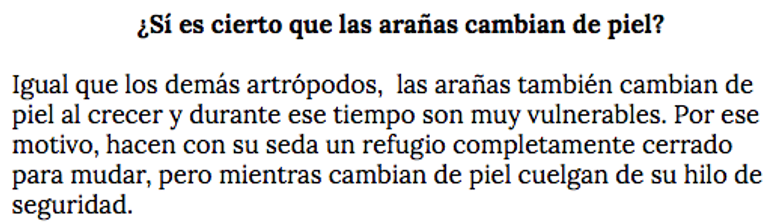 ¿Sí es cierto que las arañas cambian de piel?
Igual que los demás artrópodos,  las arañas también cambian de
piel al crecer y durante ese tiempo son muy vulnerables. Por ese
motivo, hacen con su seda un refugio completamente cerrado
para mudar, pero mientras cambian de piel cuelgan de su hilo de
seguridad.